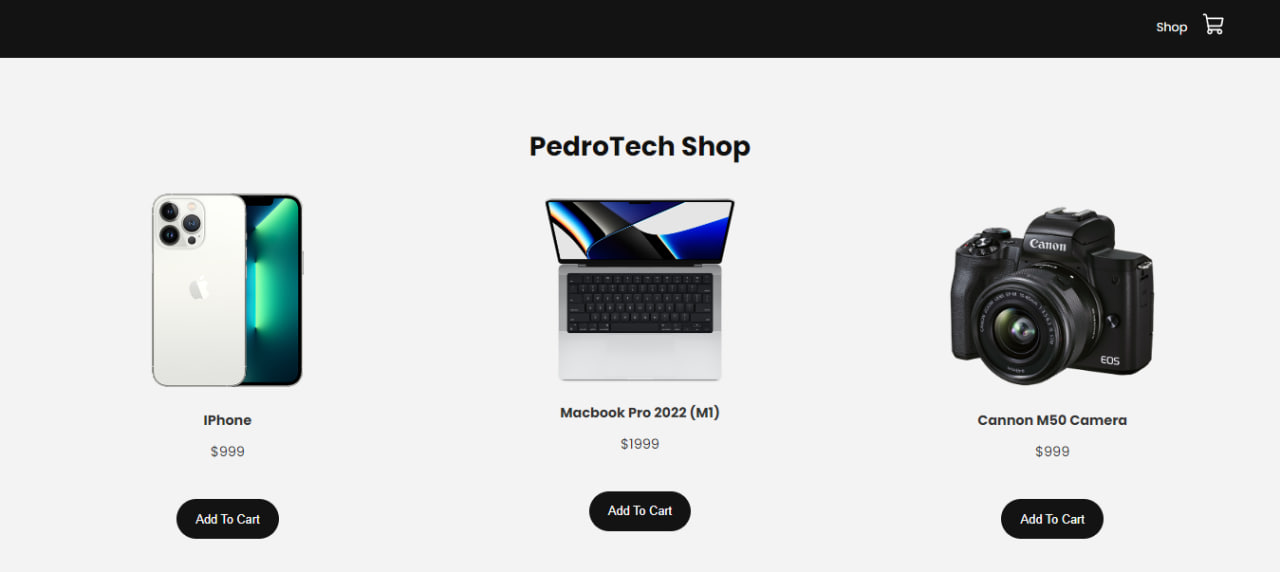 Shop
PedroTech Shop
Canon
EOS
IPhone
$999
Add To Cart
Macbook Pro 2022 (M1)
$1999
Add To Cart
Cannon M50 Camera
$999
Add To Cart